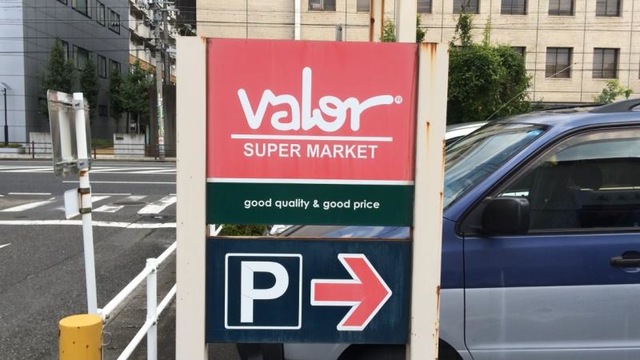 valor®
SUPER MARKET
good quality & good price
P